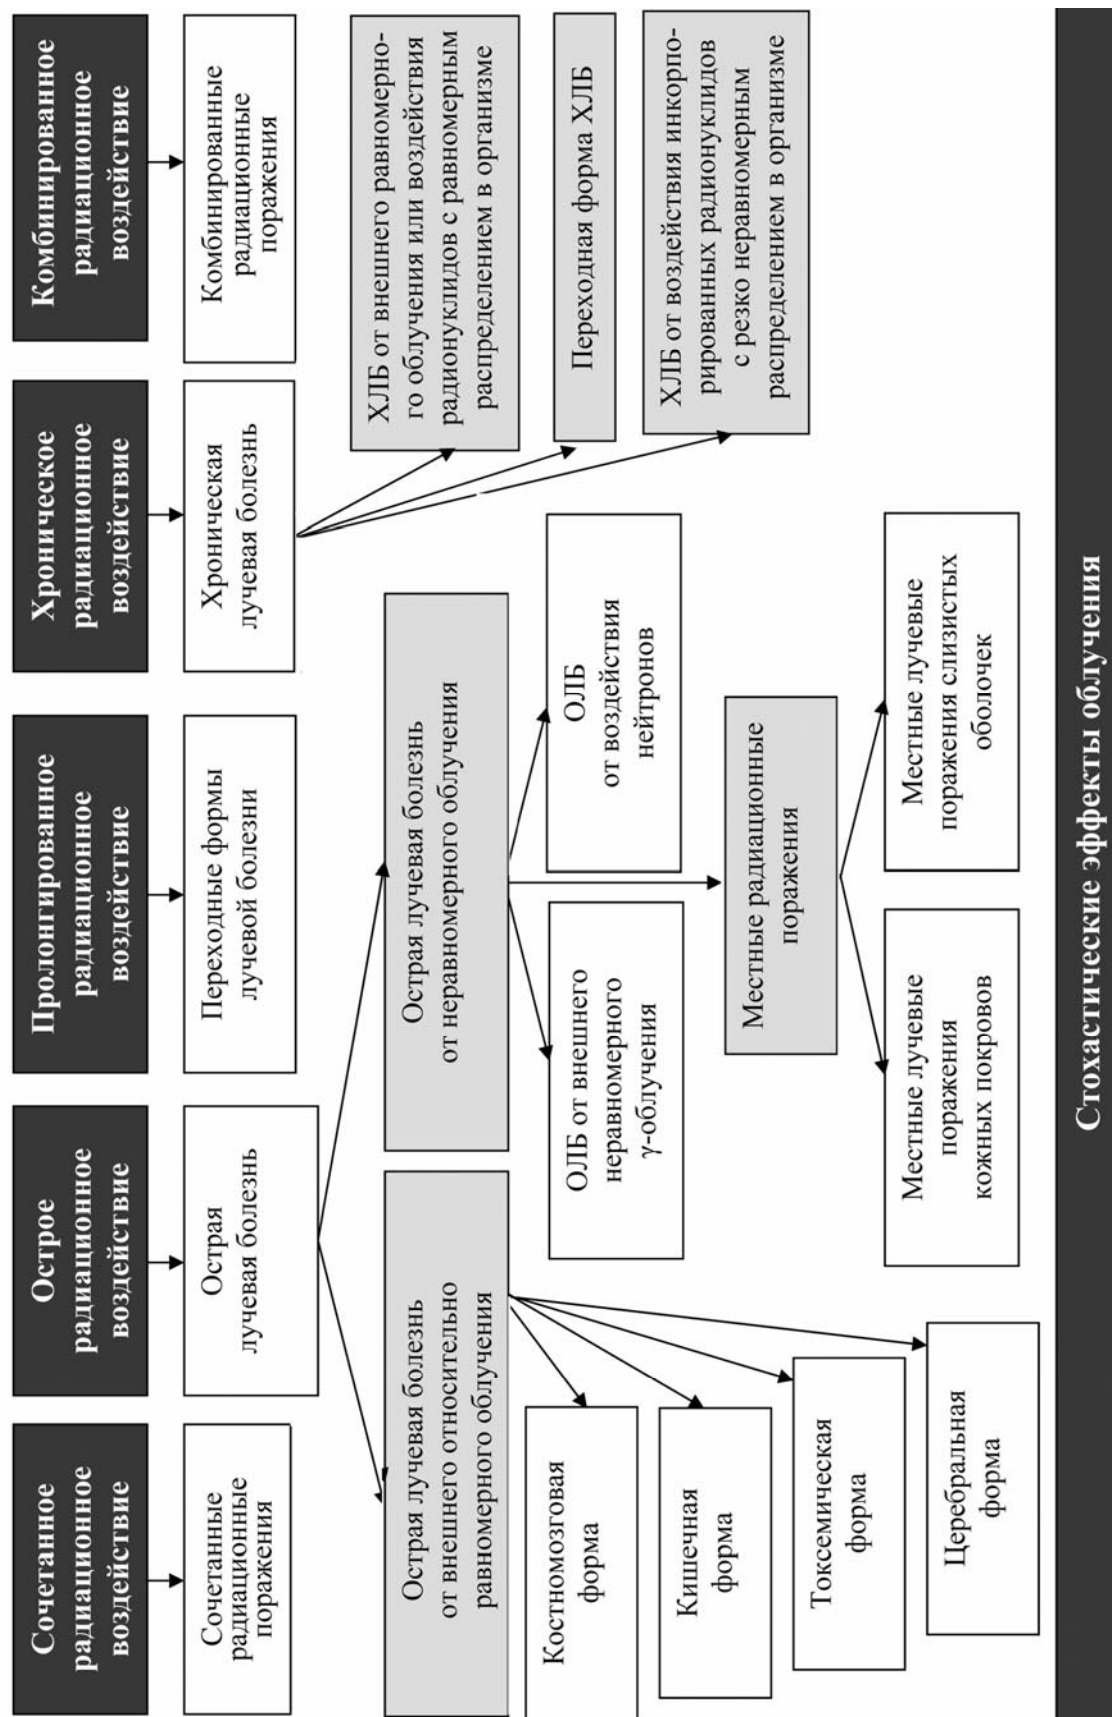 Сочетанное
радиационное
воздействие
Острое
радиационное
воздействие
Пролонгированное
радиационное
воздействие
Хроническое
радиационное
воздействие
Комбинированное
радиационное
воздействие
Сочетанные
радиационные
поражения
Острая
лучевая болезнь
Переходные формы
лучевой болезни
Хроническая
лучевая болезнь
Комбинированные
радиационные
поражения
Острая лучевая болезнь
от внешнего относительно
равномерного облучения
Острая лучевая болезнь
от неравномерного облучения
ХЛБ от внешнего равномерно-
го облучения или воздействия
радионуклидов с равномерным
распределением в организме
Костномозговая
форма
ОЛБ от внешнего
неравномерного
γ-облучения
ОЛБ
от воздействия
нейтронов
Переходная форма ХЛБ
Кишечная
форма
Местные радиационные
поражения
ХЛБ от воздействия инкорпо-
рированных радионуклидов
с резко неравномерным
распределением в организме
Токсемическая
форма
Местные лучевые
поражения
кожных покровов
Местные лучевые
поражения слизистых
оболочек
Церебральная
форма
Стохастические эффекты облучения